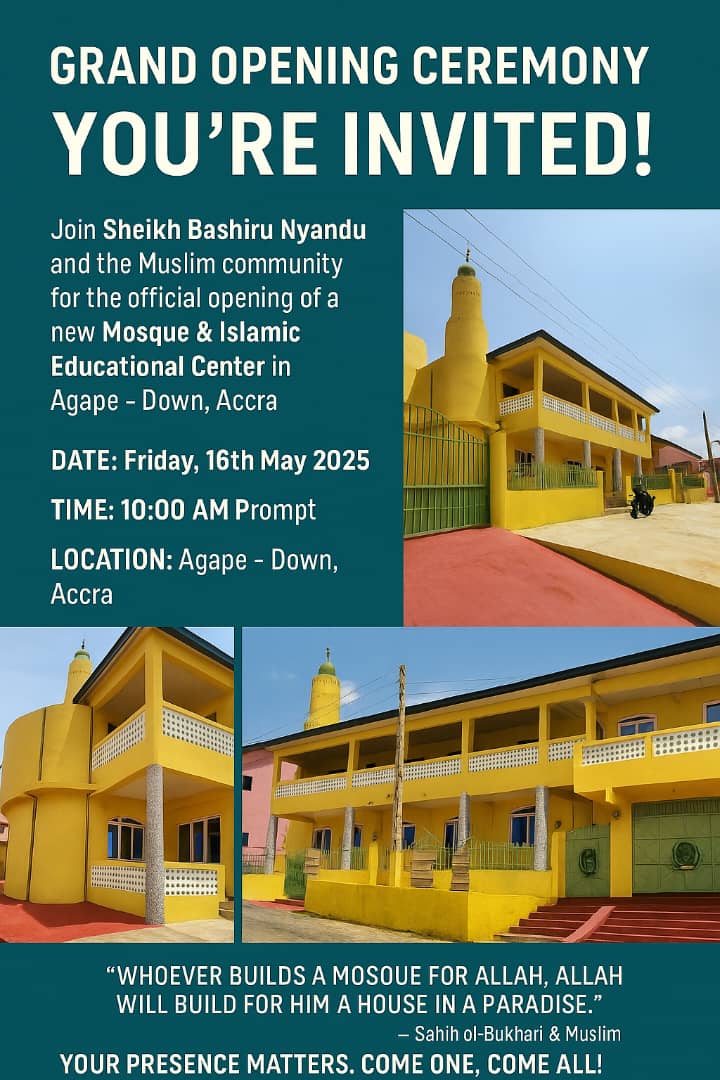 GRAND OPENING CEREMONY
YOU'RE INVITED!
Join Sheikh Bashiru Nyandu
and the Muslim community
for the official opening of a
new Mosque & Islamic
Educational Center in
Agape - Down, Accra
DATE: Friday, 16th May 2025
TIME: 10:00 AM Prompt
LOCATION: Agape - Down,
Accra
“WHOEVER BUILDS A MOSQUE FOR ALLAH, ALLAH
WILL BUILD FOR HIM A HOUSE IN A PARADISE.”
– Sahih ol-Bukhari & Muslim
YOUR PRESENCE MATTERS. COME ONE, COME ALL!